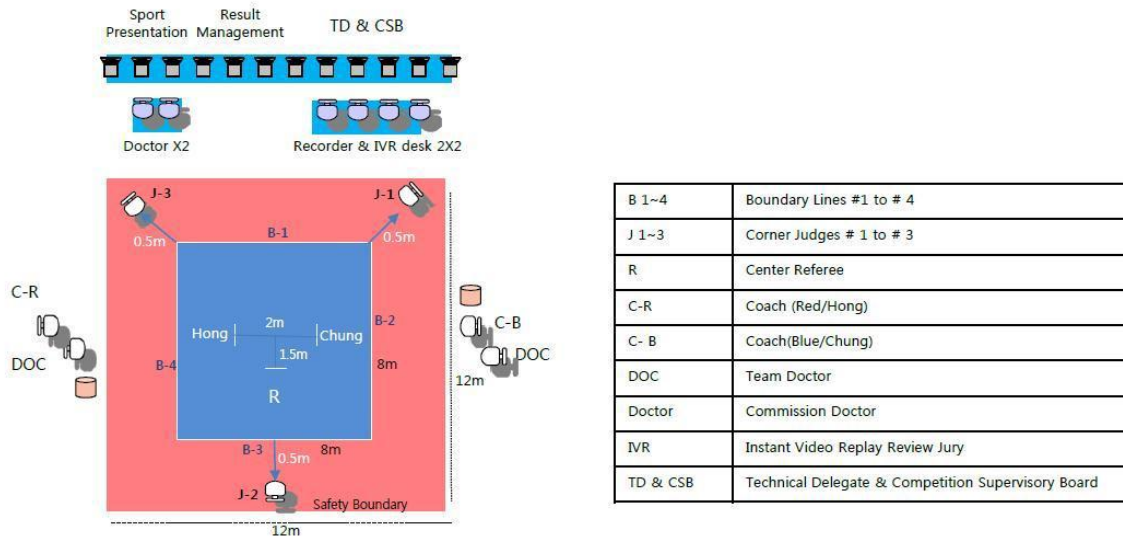 Sport
Presentation
Result
Management
TD & CSB
Doctor X2
Recorder & IVR desk 2X2
J-3
J-1
0.5m
B-1
0.5m
C-R
DOC
Hong
2m
Chung
B-2
B-4
1.5m
8m
R
C-B
DOC
12m
B-3
8m
0.5m
J-2
Safety Boundary
12m
B 1~4 Boundary Lines #1 to # 4
J 1~3 Corner Judges # 1 to # 3
R Center Referee
C-R Coach (Red/Hong)
C- B Coach(Blue/Chung)
DOC Team Doctor
Doctor Commission Doctor
IVR Instant Video Replay Review Jury
TD & CSB Technical Delegate & Competition Supervisory Board